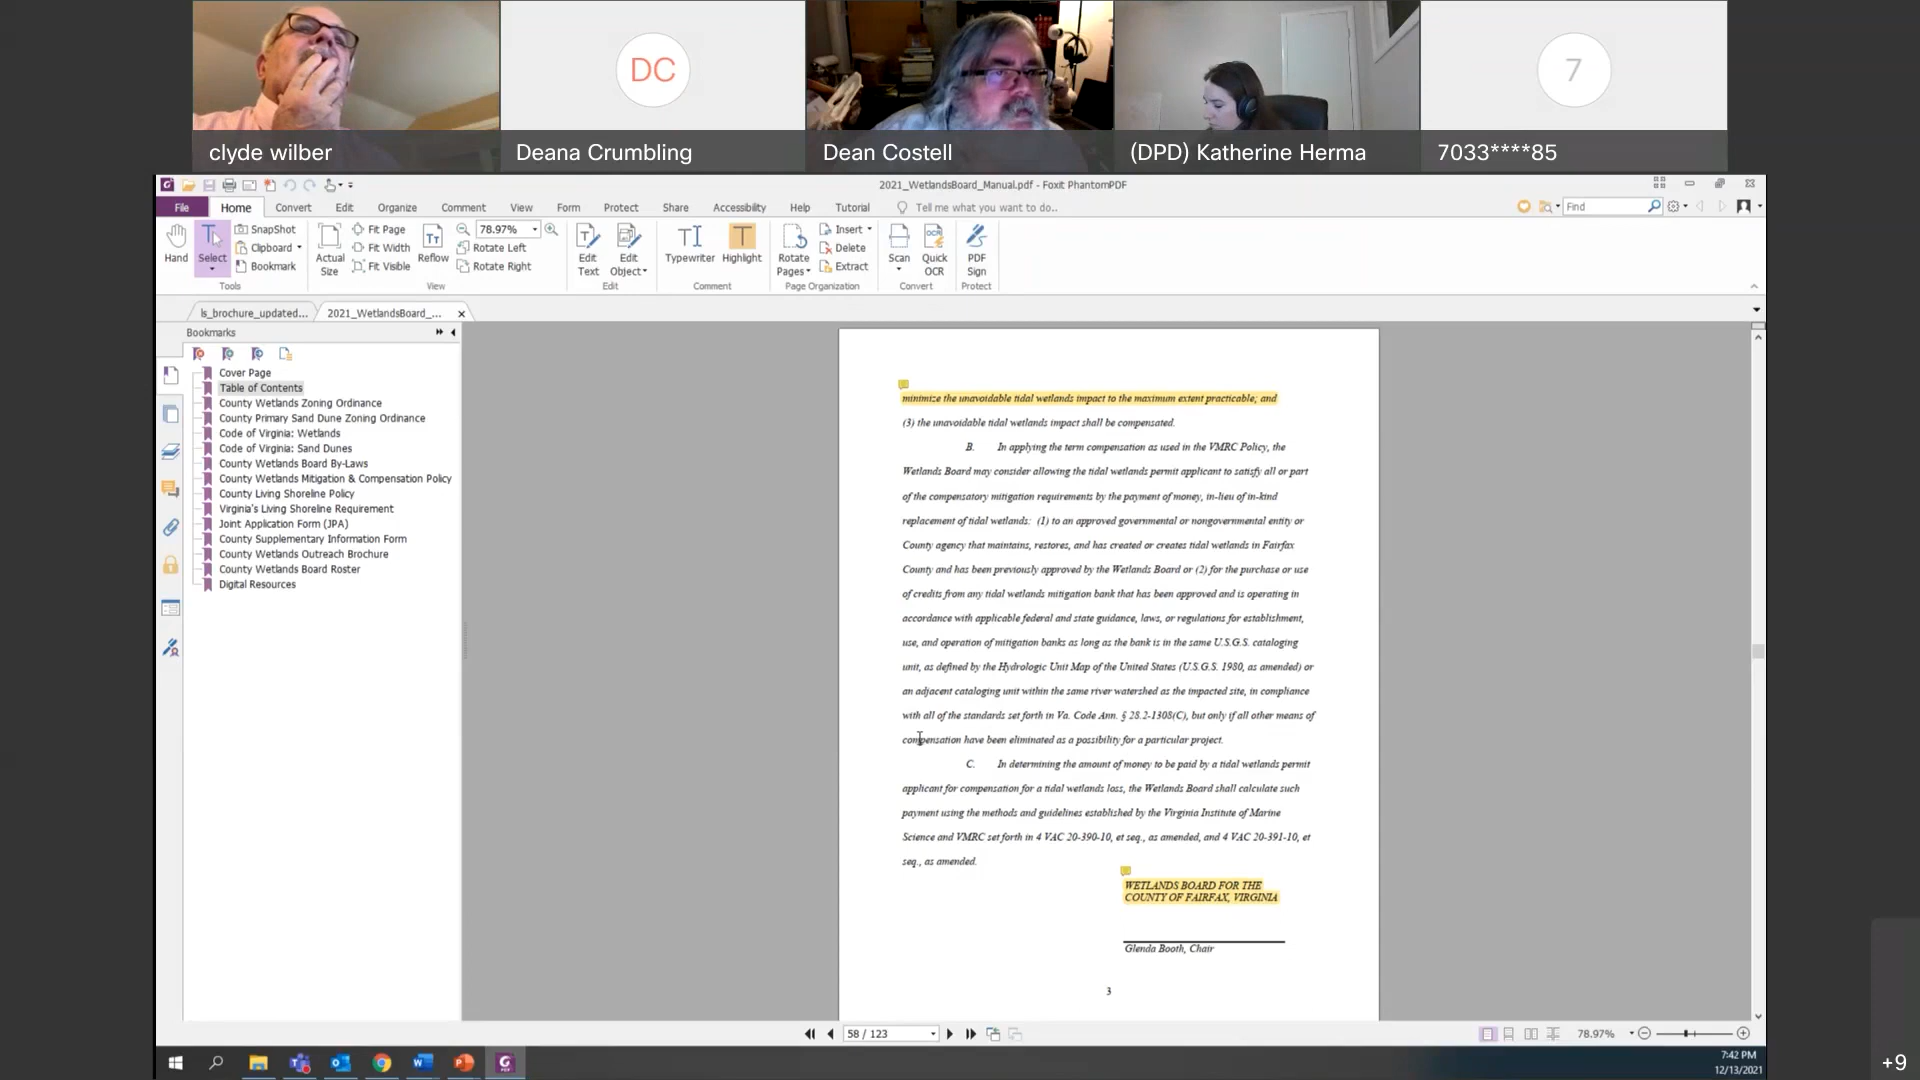 DC
7
clyde wilber
Deana Crumbling
Dean Costell
(DPD) Katherine Herma
7033****85
2021_WetlandsBoard_Manual.pdf - Foxit PhantomPDF
File Home Convert Edit Organize Comment View Form Protect Share Accessibility Help Tutorial Tell me what you want to do.. Find
Hand
Select
SnapShot
Clipboard
Bookmark
Tools
Actual Size
Fit Page
Fit Width
Fit Visible
Reflow
78.97%
Rotate Left
Rotate Right
View
Edit Text
Edit Object
Edit
Typewriter
Highlight
Comment
Rotate Pages
Insert
Delete
Extract
Page Organization
Scan
Quick OCR
Convert
PDF Sign
Protect
ls_brochure_updated...
2021_WetlandsBoard_...
Bookmarks
Cover Page
Table of Contents
County Wetlands Zoning Ordinance
County Primary Sand Dune Zoning Ordinance
Code of Virginia: Wetlands
Code of Virginia: Sand Dunes
County Wetlands Board By-Laws
County Wetlands Mitigation & Compensation Policy
County Living Shoreline Policy
Virginia's Living Shoreline Requirement
Joint Application Form (JPA)
County Supplementary Information Form
County Wetlands Outreach Brochure
County Wetlands Board Roster
Digital Resources
minimize the unavoidable tidal wetlands impact to the maximum extent practicable; and
(3) the unavoidable tidal wetlands impact shall be compensated.
B. In applying the term compensation as used in the VMRC Policy, the
Wetlands Board may consider allowing the tidal wetlands permit applicant to satisfy all or part
of the compensatory mitigation requirements by the payment of money, in-lieu of in-kind
replacement of tidal wetlands: (1) to an approved governmental or nongovernmental entity or
County agency that maintains, restores, and has created or creates tidal wetlands in Fairfax
County and has been previously approved by the Wetlands Board or (2) for the purchase or use
of credits from any tidal wetlands mitigation bank that has been approved and is operating in
accordance with applicable federal and state guidance, laws, or regulations for establishment,
use, and operation of mitigation banks as long as the bank is in the same U.S.G.S. cataloging
unit, as defined by the Hydrologic Unit Map of the United States (U.S.G.S. 1980, as amended) or
an adjacent cataloging unit within the same river watershed as the impacted site, in compliance
with all of the standards set forth in Va. Code Ann. § 28.2-1308(C), but only if all other means of
compensation have been eliminated as a possibility for a particular project.
C. In determining the amount of money to be paid by a tidal wetlands permit
applicant for compensation for a tidal wetlands loss, the Wetlands Board shall calculate such
payment using the methods and guidelines established by the Virginia Institute of Marine
Science and VMRC set forth in 4 VAC 20-390-10, et seq., as amended, and 4 VAC 20-391-10, et
seq., as amended.
WETLANDS BOARD FOR THE
COUNTY OF FAIRFAX, VIRGINIA
Glenda Booth, Chair
3
58 / 123
78.97%
7:42 PM
12/13/2021
+9